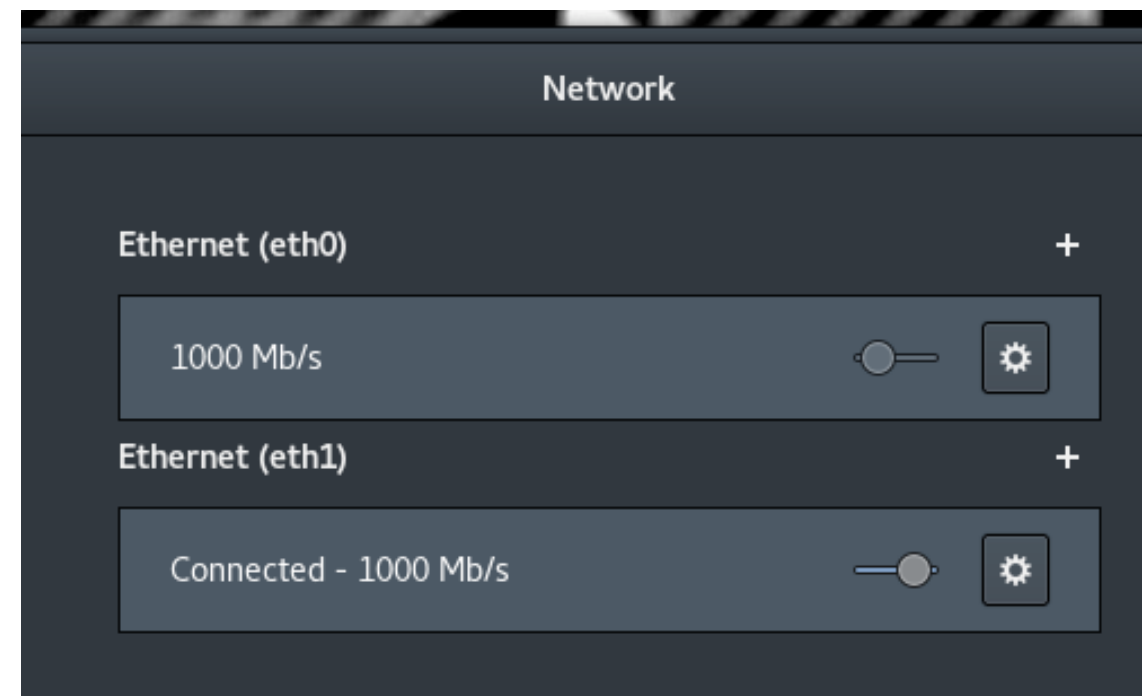 Network
Ethernet (eth0) +
1000 Mb/s
Ethernet (eth1) +
Connected - 1000 Mb/s